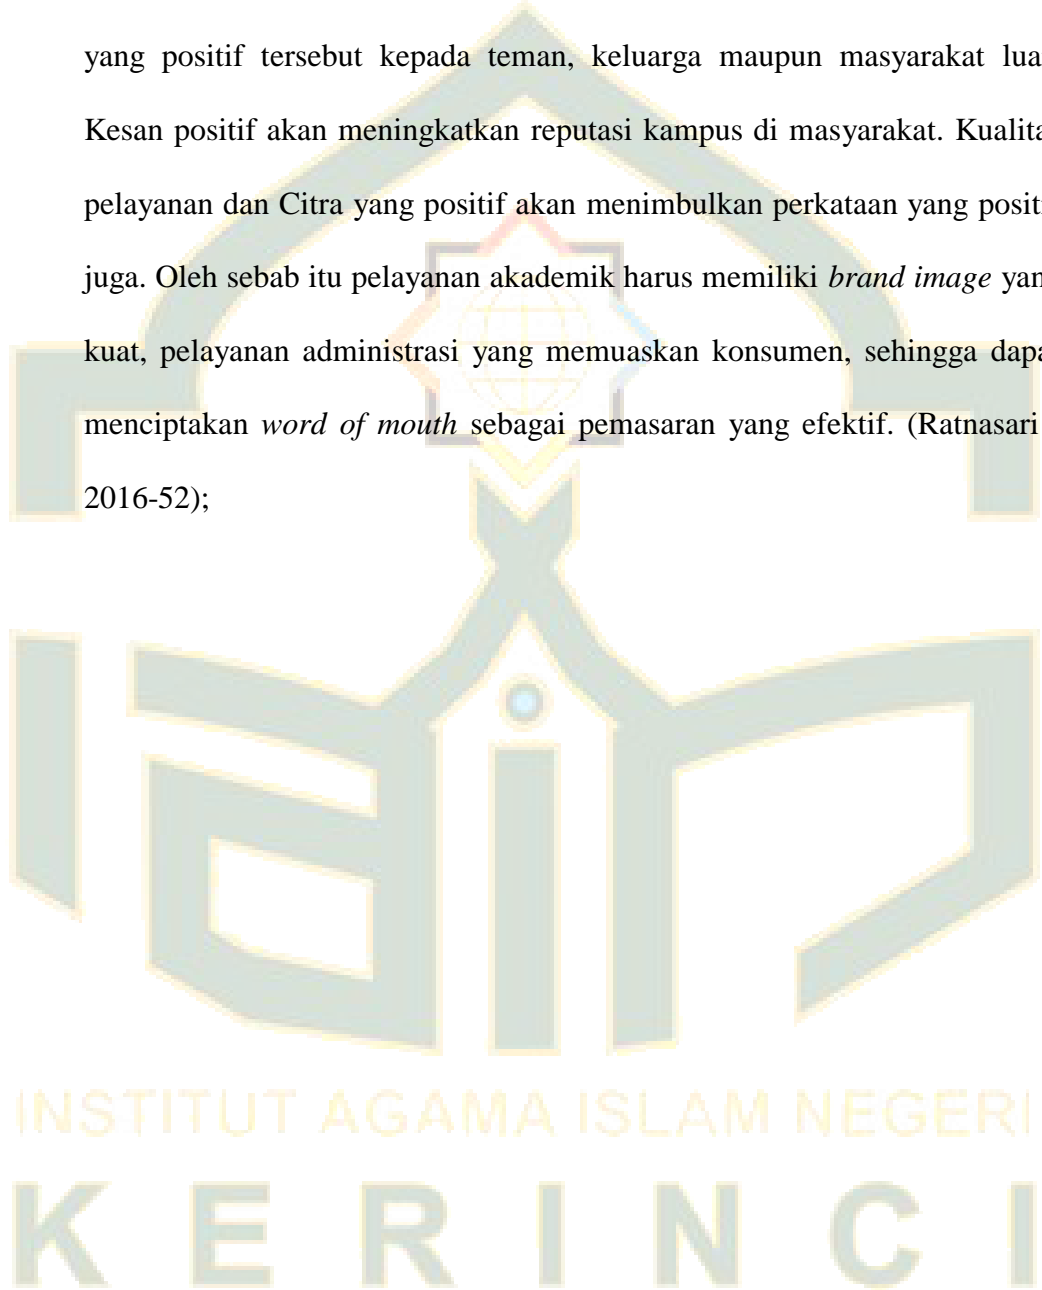 yang positif tersebut kepada teman, keluarga maupun masyarakat lua
Kesan positif akan meningkatkan reputasi kampus di masyarakat. Kualita
pelayanan dan Citra yang positif akan menimbulkan perkataan yang posit
juga. Oleh sebab itu pelayanan akademik harus memiliki brand image yan
kuat, pelayanan administrasi yang memuaskan konsumen, sehingga dapa
menciptakan word of mouth sebagai pemasaran yang efektif. (Ratnasari
2016-52);
iain
INSTITUT AGAMA ISLAM NEGERI
KERINCI